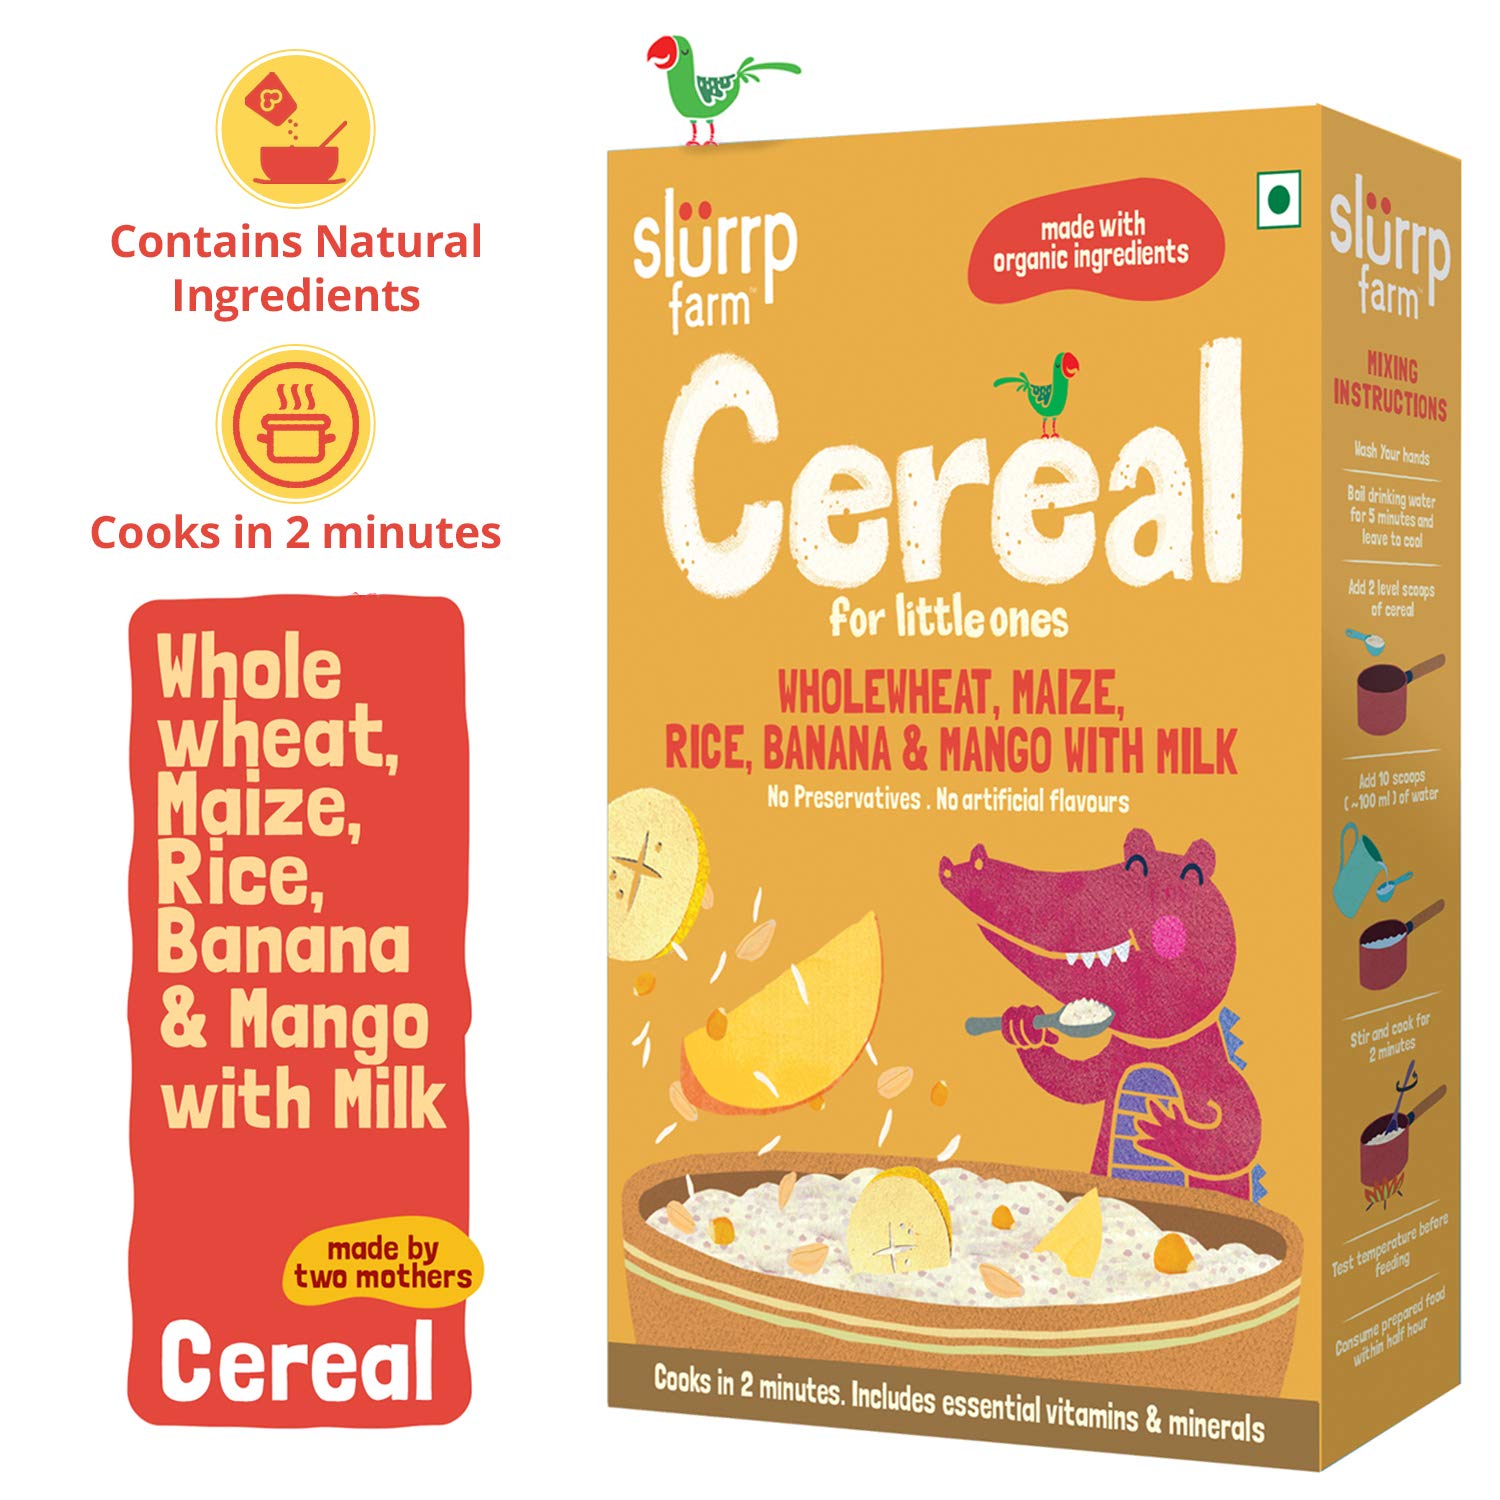 Contains Natural
Ingredients
Cooks in 2 minutes
Whole
wheat,
Maize,
Rice,
Banana
& Mango
with Milk
made by
two mothers
Cereal
slürrp
farm™
made with
organic ingredients
Cereal
for little ones
WHOLEWHEAT, MAIZE,
RICE, BANANA & MANGO WITH MILK
No Preservatives . No artificial flavours
Cooks in 2 minutes. Includes essential vitamins & minerals
slürrp
farm™
MIXING
INSTRUCTIONS
Wash Your hands
Boil drinking water
for 5 minutes and
leave to cool
Add 2 level scoops
of cereal
Add 10 scoops
( ~100 ml ) of water
Stir and cook for
2 minutes
Test temperature before
feeding
Consume prepared food
within half hour